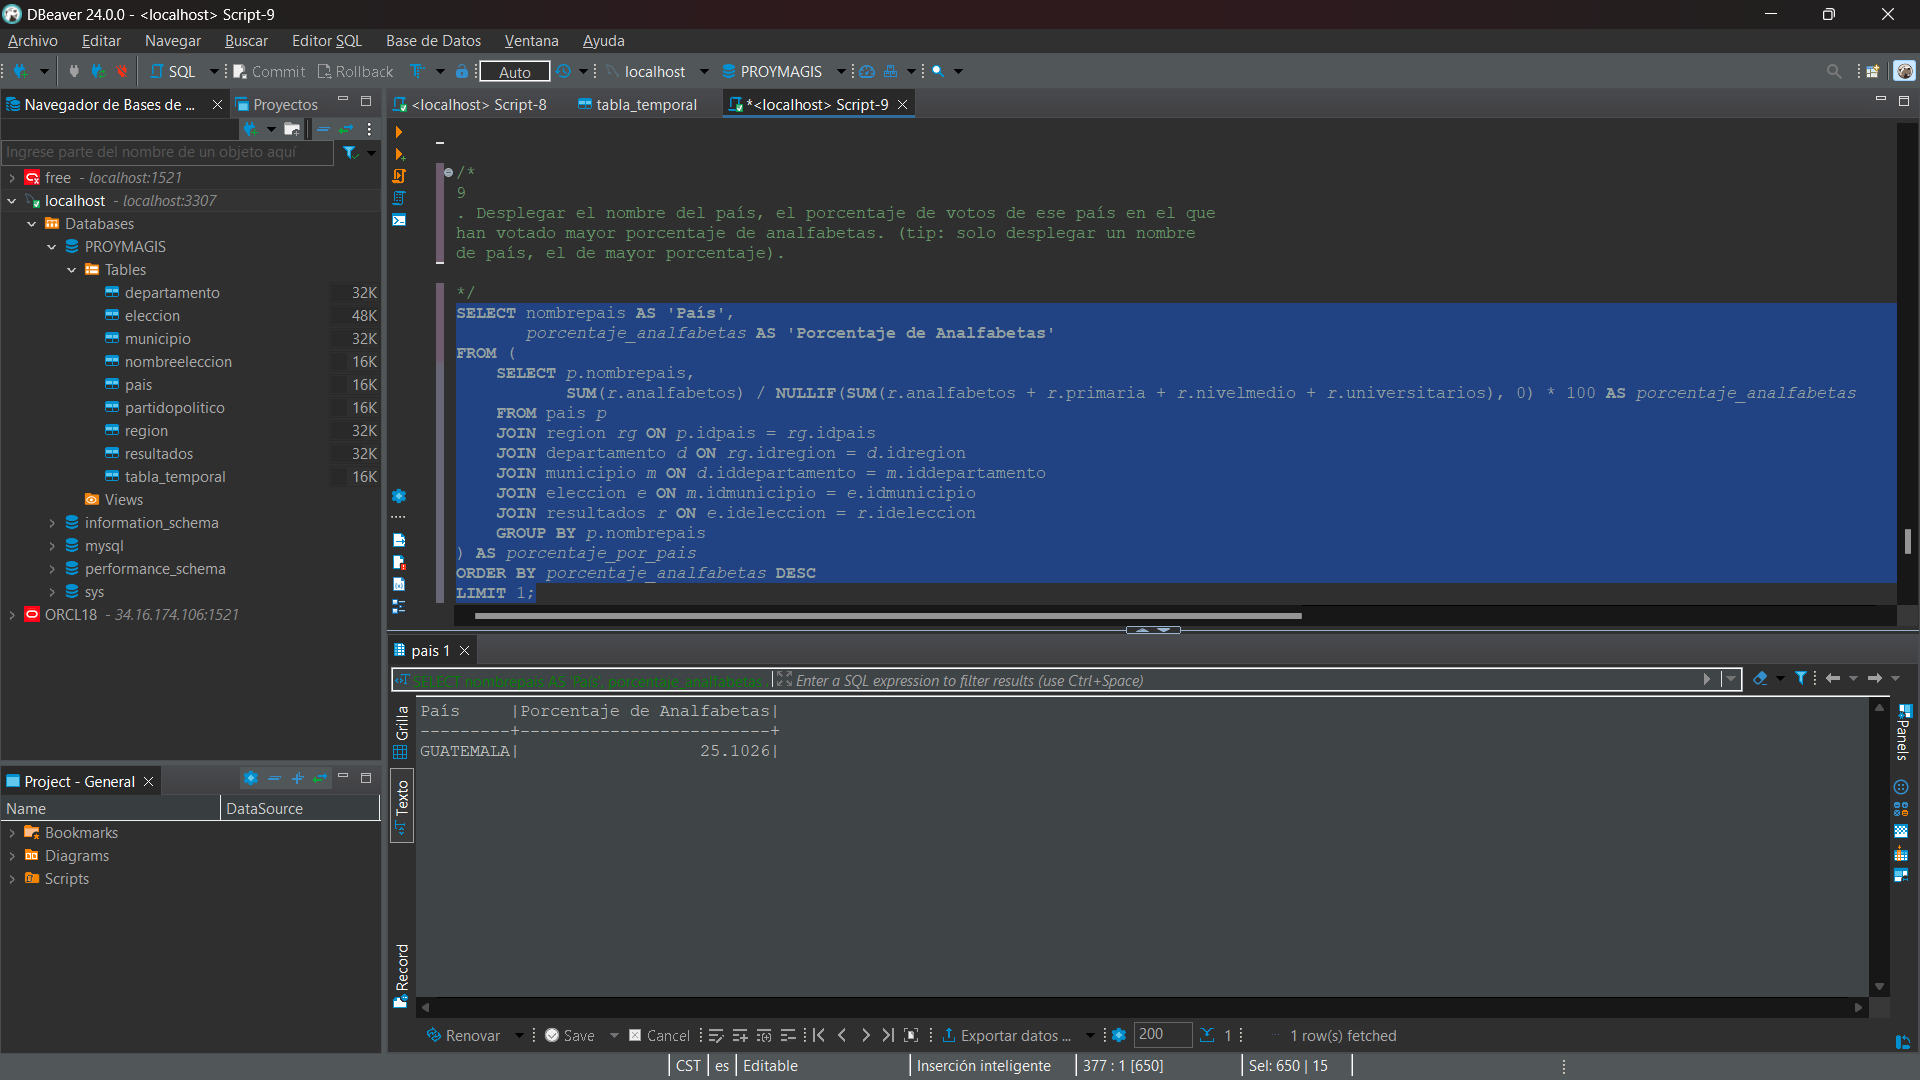 DBeaver 24.0.0 - <localhost> Script-9
Archivo Editar Navegar Buscar Editor SQL Base de Datos Ventana Ayuda
SQL Commit Rollback Auto localhost PROYMAGIS
Navegador de Bases de ... Proyectos
Ingrese parte del nombre de un objeto aquí
free - localhost:1521
localhost - localhost:3307
Databases
PROYMAGIS
Tables
departamento 32K
eleccion 48K
municipio 32K
nombreeleccion 16K
pais 16K
partidopolitico 16K
region 32K
resultados 32K
tabla_temporal 16K
Views
information_schema
mysql
performance_schema
sys
ORCL18 - 34.16.174.106:1521
Project - General
Name DataSource
Bookmarks
Diagrams
Scripts
<localhost> Script-8 tabla_temporal *<localhost> Script-9
/*
9
. Desplegar el nombre del país, el porcentaje de votos de ese país en el que
han votado mayor porcentaje de analfabetas. (tip: solo desplegar un nombre
de país, el de mayor porcentaje).
*/
SELECT nombrepais AS 'País',
porcentaje_analfabetas AS 'Porcentaje de Analfabetas'
FROM (
SELECT p.nombrepais,
SUM(r.analfabetos) / NULLIF(SUM(r.analfabetos + r.primaria + r.nivelmedio + r.universitarios), 0) * 100 AS porcentaje_analfabetas
FROM pais p
JOIN region rg ON p.idpais = rg.idpais
JOIN departamento d ON rg.idregion = d.idregion
JOIN municipio m ON d.iddepartamento = m.iddepartamento
JOIN eleccion e ON m.idmunicipio = e.idmunicipio
JOIN resultados r ON e.ideleccion = r.ideleccion
GROUP BY p.nombrepais
) AS porcentaje_por_pais
ORDER BY porcentaje_analfabetas DESC
LIMIT 1;
pais 1
SELECT nombrepais AS 'País', porcentaje_analfabetas Enter a SQL expression to filter results (use Ctrl+Space)
Grilla
Texto
Record
Panels
País |Porcentaje de Analfabetas|
---------+-------------------------+
GUATEMALA| 25.1026|
Renovar Save Cancel Exportar datos ... 200 1 1 row(s) fetched
CST es Editable Inserción inteligente 377 : 1 [650] Sel: 650 | 15